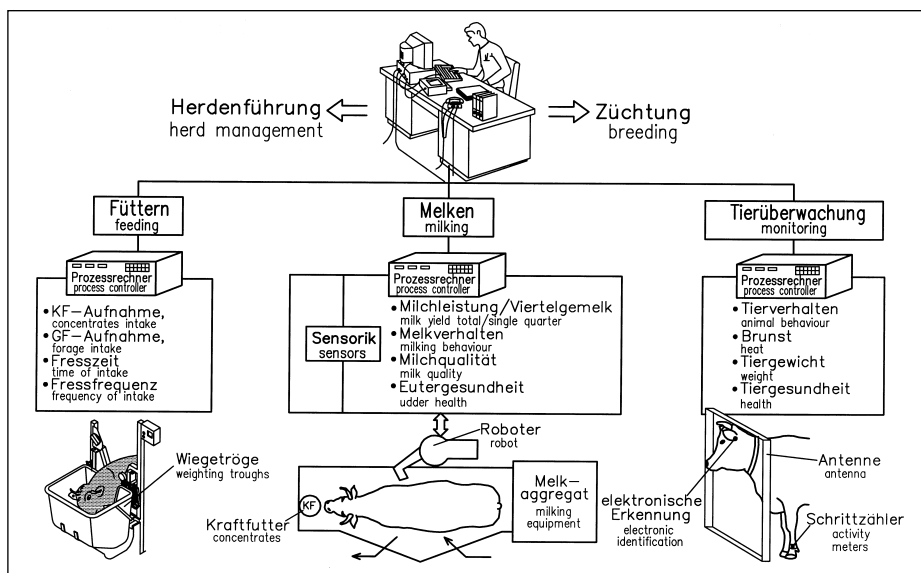 Herdenführung
herd management
Züchtung
breeding
Füttern
feeding
Melken
milking
Tierüberwachung
monitoring
Prozessrechner
process controller
•KF-Aufnahme,
concentrates intake
•GF-Aufnahme,
forage intake
•Fresszeit
time of intake
•Fressfrequenz
frequency of intake
Sensorik
sensors
Prozessrechner
process controller
•Milchleistung/Viertelgemelk
milk yield total/single quarter
•Melkverhalten
milking behaviour
•Milchqualität
milk quality
•Eutergesundheit
udder health
Prozessrechner
process controller
•Tierverhalten
animal behaviour
•Brunst
heat
•Tiergewicht
weight
•Tiergesundheit
health
Wiegetröge
weighting troughs
Roboter
robot
KF
Kraftfutter
concentrates
Melk-
aggregat
milking
equipment
elektronische
Erkennung
electronic
identification
Antenne
antenna
Schrittzähler
activity
meters